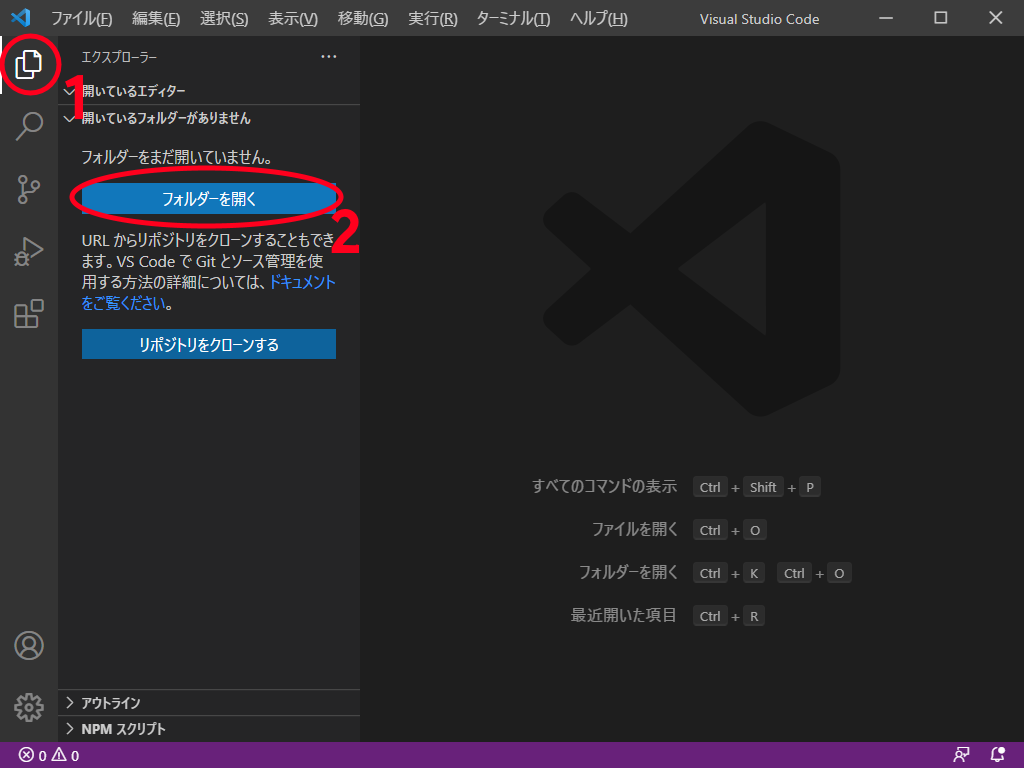 ファイル(F) 編集(E) 選択(S) 表示(V) 移動(G) 実行(R) ターミナル(T) ヘルプ(H) Visual Studio Code
エクスプローラー ···
1
開いているエディター
開いているフォルダーがありません
フォルダーをまだ開いていません。
フォルダーを開く
2
URL からリポジトリをクローンすることもでき
ます。VS Code で Git とソース管理を使
用する方法の詳細については、ドキュメント
をご覧ください。
リポジトリをクローンする
すべてのコマンドの表示 Ctrl + Shift + P
ファイルを開く Ctrl + O
フォルダーを開く Ctrl + K Ctrl + O
最近開いた項目 Ctrl + R
アウトライン
NPM スクリプト
0 0